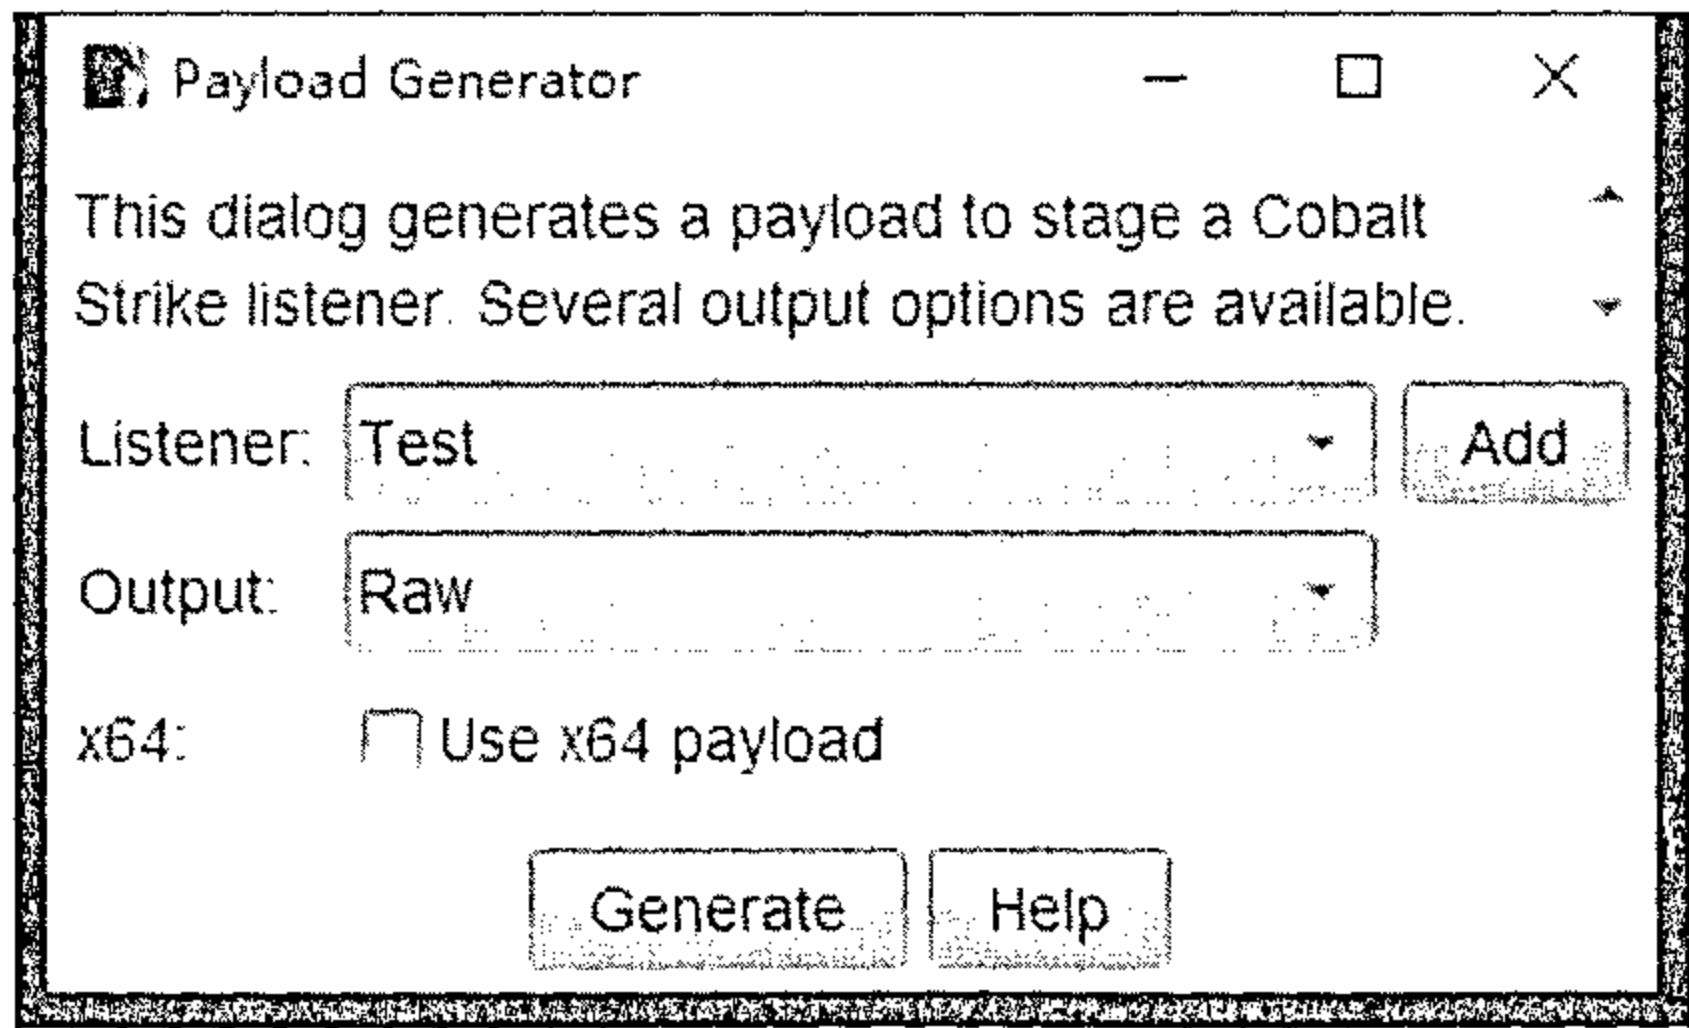 Payload Generator
This dialog generates a payload to stage a Cobalt
Strike listener. Several output options are available.
Listener: Test Add
Output: Raw
x64: Use x64 payload
Generate Help